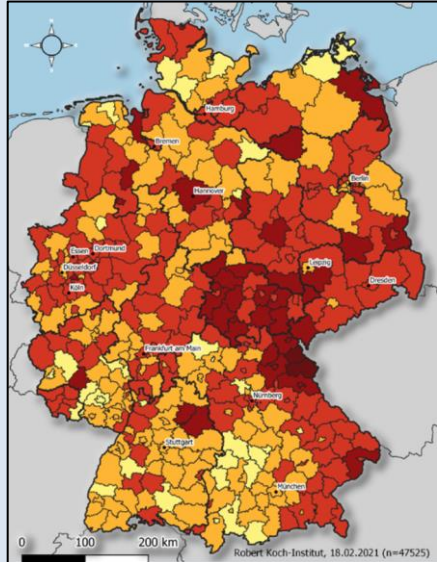 Hamburg
Bremen
Berlin
Hannover
Essen Dortmund
Düsseldorf
Leipzig
Köln
Dresden
Frankfurt am Main
Nürnberg
Stuttgart
München
0 100 200 km
Robert Koch-Institut, 18.02.2021 (n=47525)